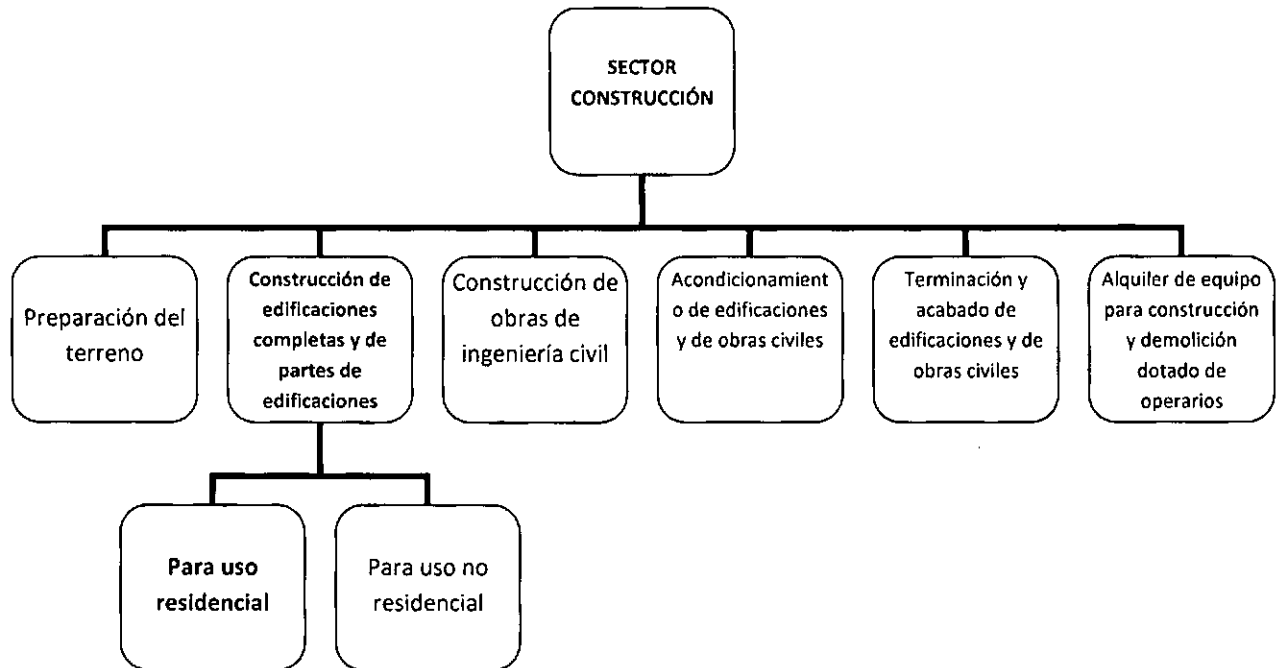 SECTOR
CONSTRUCCIÓN
Preparación del
terreno
Construcción de
edificaciones
completas y de
partes de
edificaciones
Construcción de
obras de
ingeniería civil
Acondicionamient
o de edificaciones
y de obras civiles
Terminación y
acabado de
edificaciones y de
obras civiles
Alquiler de equipo
para construcción
y demolición
dotado de
operarios
Para uso
residencial
Para uso no
residencial